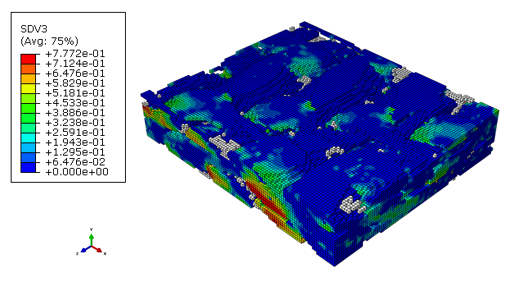 SDV3
(Avg: 75%)
+7.772e-01
+7.124e-01
+6.476e-01
+5.829e-01
+5.181e-01
+4.533e-01
+3.886e-01
+3.238e-01
+2.591e-01
+1.943e-01
+1.295e-01
+6.476e-02
+0.000e+00
Y
Z X